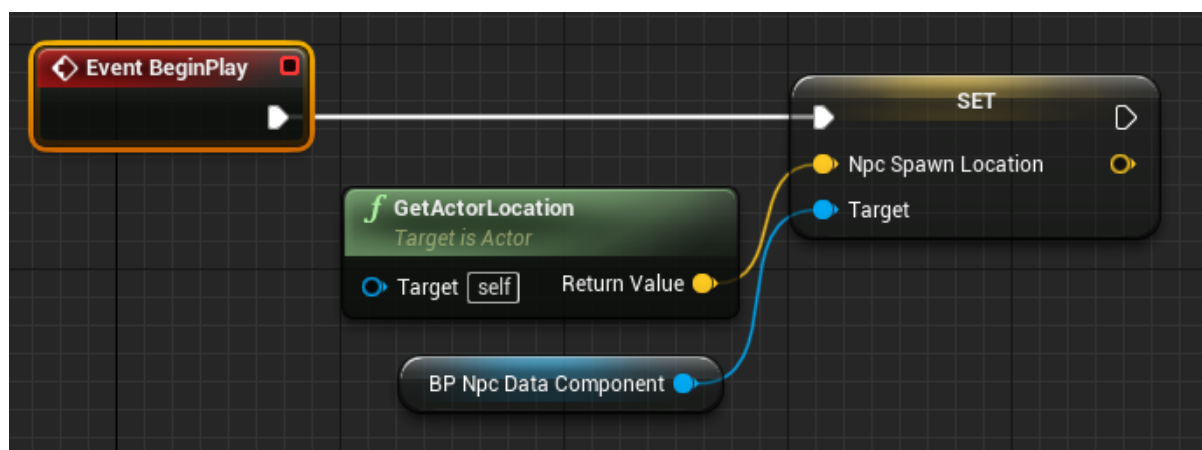 Event BeginPlay
SET
Npc Spawn Location
Target
f GetActorLocation
Target is Actor
Target self Return Value
BP Npc Data Component